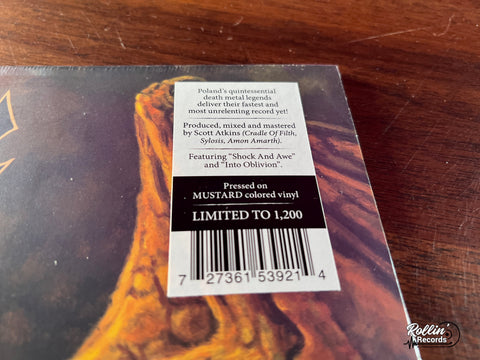 Poland's quintessential
death metal legends
deliver their fastest and
most unrelenting record yet!
Produced, mixed and mastered
by Scott Atkins (Cradle Of Filth,
Sylosis, Amon Amarth).
Featuring "Shock And Awe"
and "Into Oblivion".
Pressed on
MUSTARD colored vinyl
LIMITED TO 1,200
7 27361 53921 4
Rollin'
Records